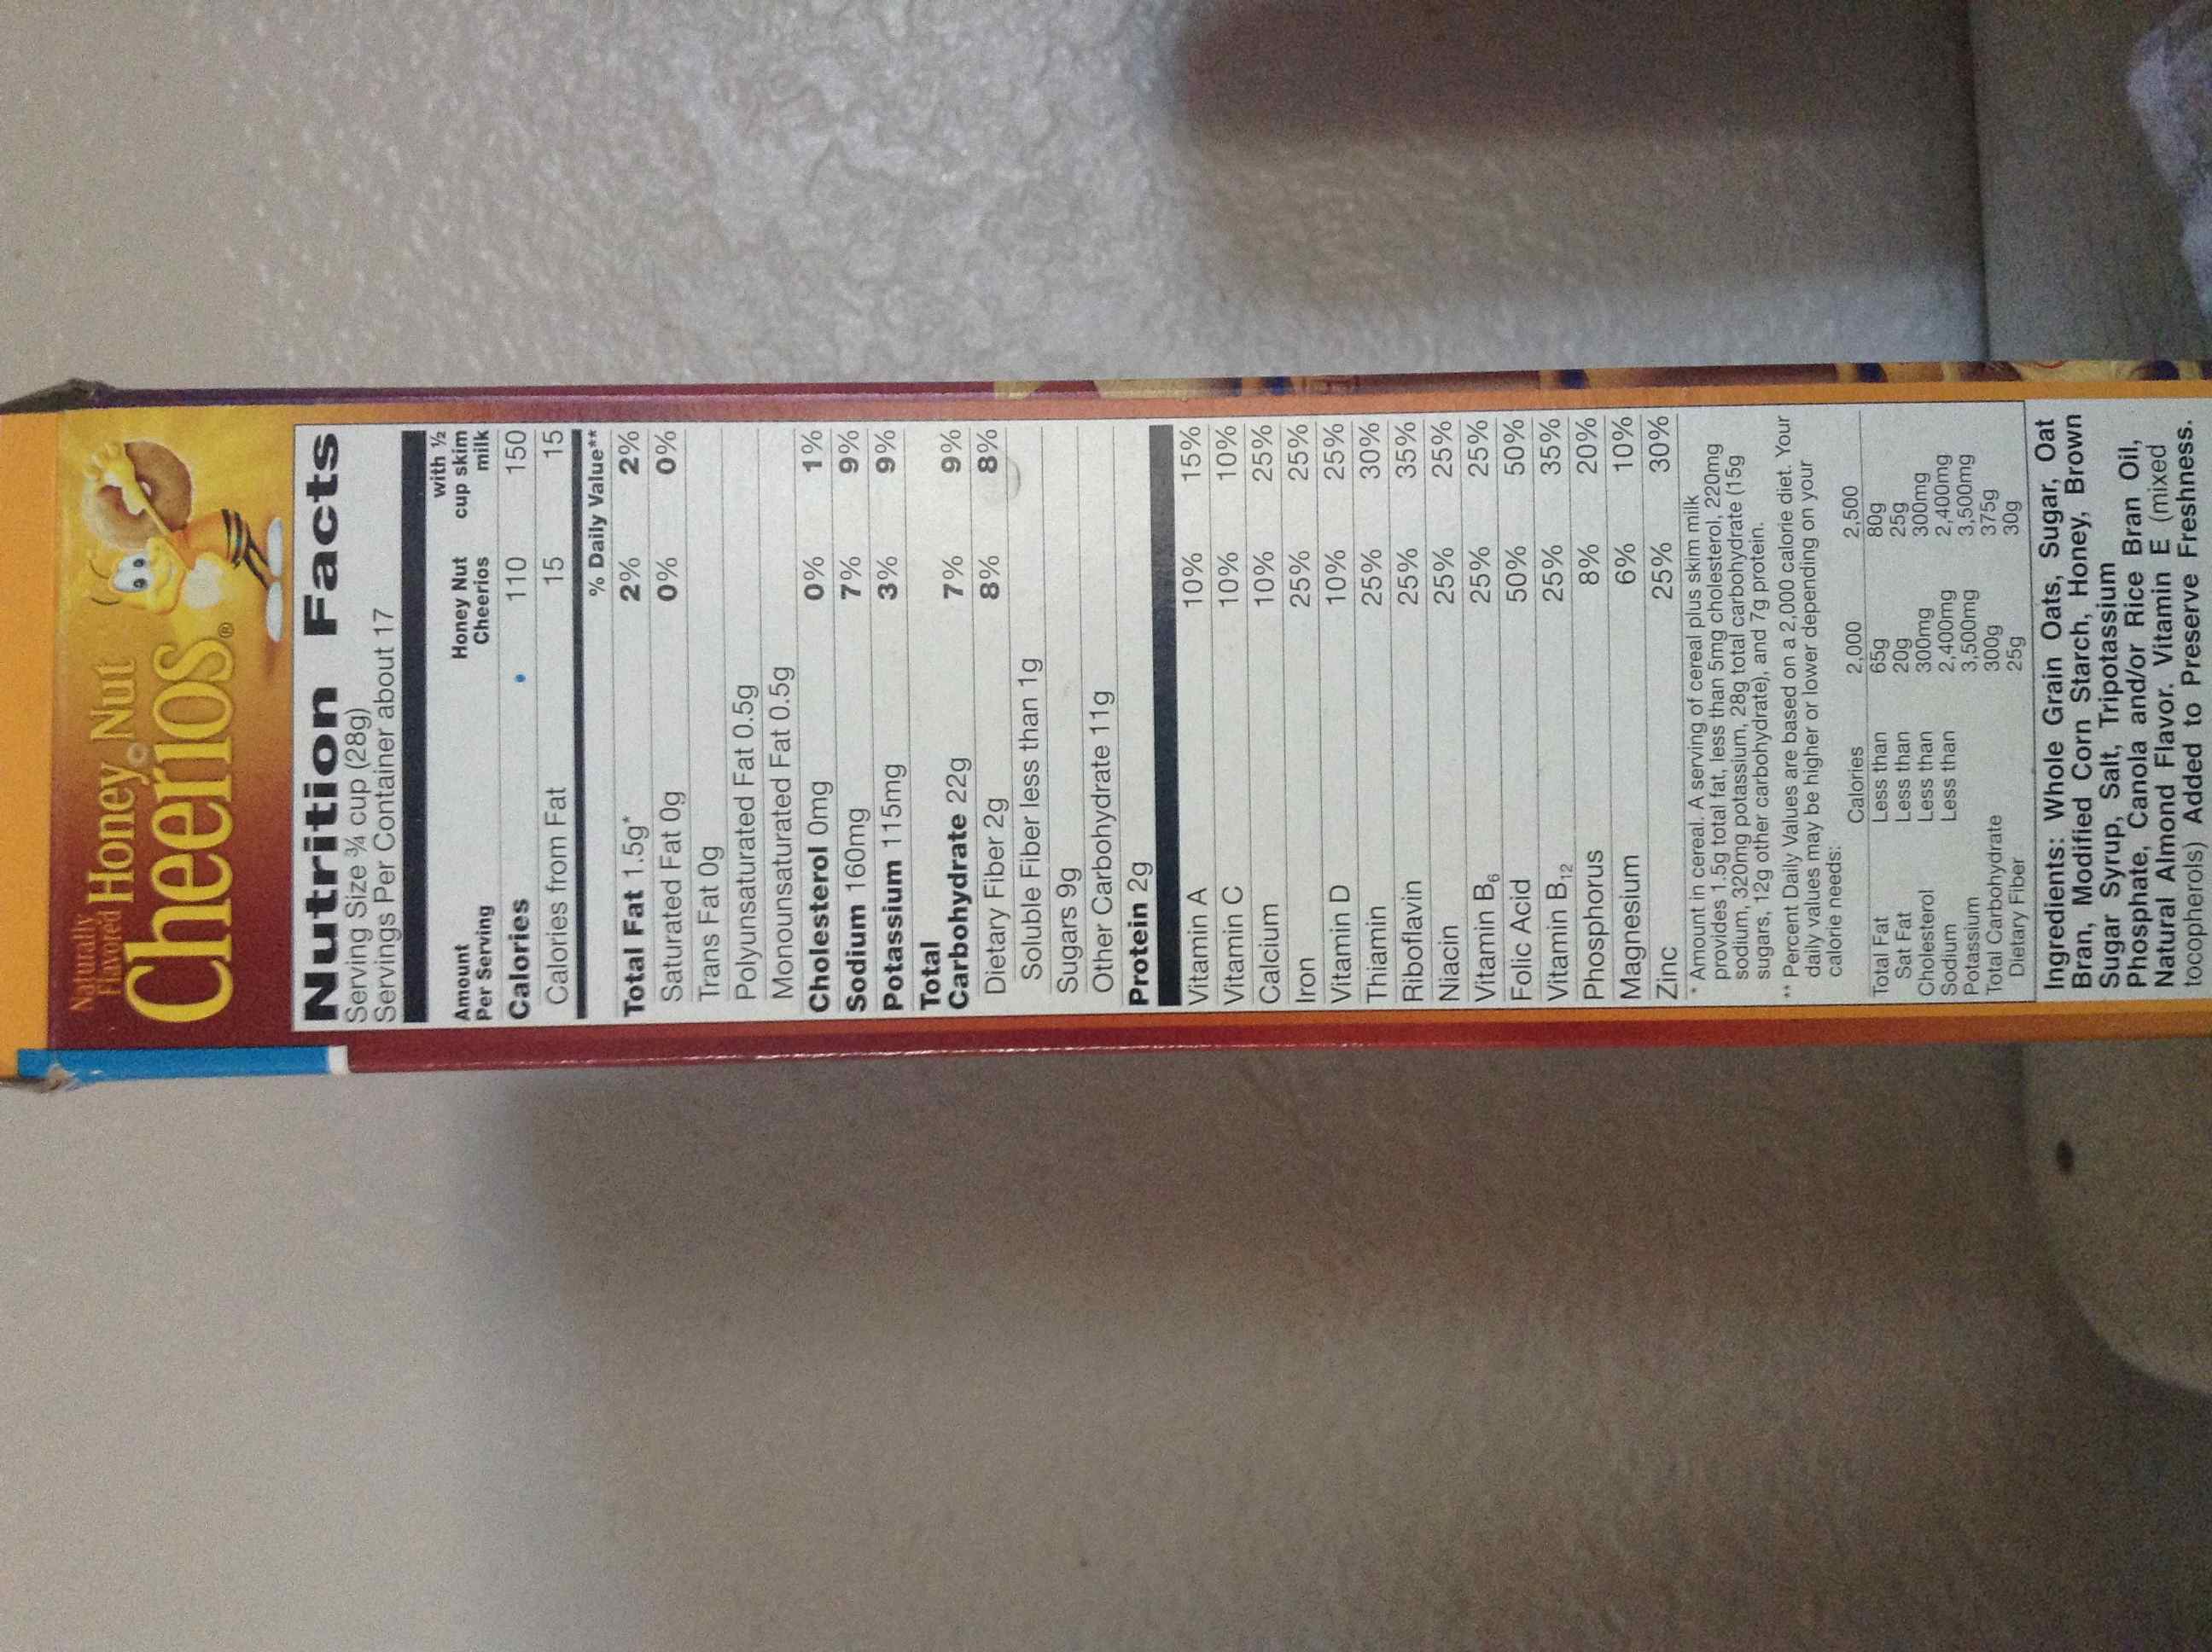 Naturally
Flavored Honey Nut
Cheerios®
Nutrition Facts
Serving Size ¾ cup (28g)
Servings Per Container about 17
Amount Per Serving Honey Nut Cheerios with ½ cup skim milk
Calories 110 150
Calories from Fat 15 15
% Daily Value**
Total Fat 1.5g* 2% 2%
Saturated Fat 0g 0% 0%
Trans Fat 0g
Polyunsaturated Fat 0.5g
Monounsaturated Fat 0.5g
Cholesterol 0mg 0% 1%
Sodium 160mg 7% 9%
Potassium 115mg 3% 9%
Total
Carbohydrate 22g 7% 9%
Dietary Fiber 2g 8% 8%
Soluble Fiber less than 1g
Sugars 9g
Other Carbohydrate 11g
Protein 2g
Vitamin A 10% 15%
Vitamin C 10% 10%
Calcium 10% 25%
Iron 25% 25%
Vitamin D 10% 25%
Thiamin 25% 30%
Riboflavin 25% 35%
Niacin 25% 25%
Vitamin B6 25% 25%
Folic Acid 50% 50%
Vitamin B12 25% 35%
Phosphorus 8% 20%
Magnesium 6% 10%
Zinc 25% 30%
* Amount in cereal. A serving of cereal plus skim milk
provides 1.5g total fat, less than 5mg cholesterol, 220mg
sodium, 320mg potassium, 28g total carbohydrate (15g
sugars, 12g other carbohydrate), and 7g protein.
** Percent Daily Values are based on a 2,000 calorie diet. Your
daily values may be higher or lower depending on your
calorie needs:
Calories 2,000 2,500
Total Fat Less than 65g 80g
Sat Fat Less than 20g 25g
Cholesterol Less than 300mg 300mg
Sodium Less than 2,400mg 2,400mg
Potassium 3,500mg 3,500mg
Total Carbohydrate 300g 375g
Dietary Fiber 25g 30g
Ingredients: Whole Grain Oats, Sugar, Oat
Bran, Modified Corn Starch, Honey, Brown
Sugar Syrup, Salt, Tripotassium
Phosphate, Canola and/or Rice Bran Oil,
Natural Almond Flavor. Vitamin E (mixed
tocopherols) Added to Preserve Freshness.